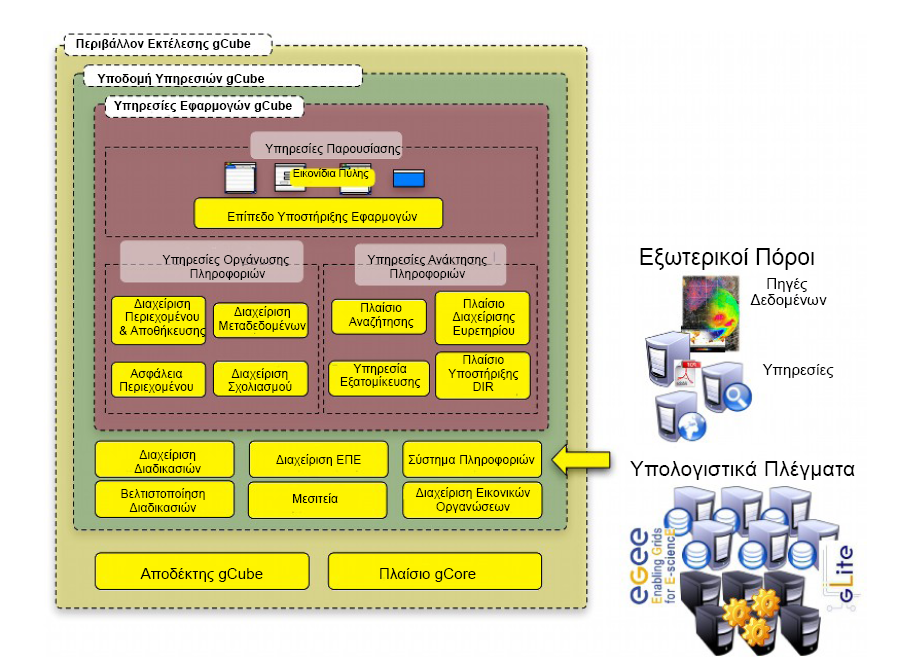 Περιβάλλον Εκτέλεσης gCube
Υποδομή Υπηρεσιών gCube
Υπηρεσίες Εφαρμογών gCube
Υπηρεσίες Παρουσίασης
Εικονίδια Πύλης
Επίπεδο Υποστήριξης Εφαρμογών
Υπηρεσίες Οργάνωσης
Πληροφοριών
Υπηρεσίες Ανάκτησης
Πληροφοριών
Διαχείριση
Περιεχομένου
& Αποθήκευσης
Διαχείριση
Μεταδεδομένων
Πλαίσιο
Αναζήτησης
Πλαίσιο
Διαχείρισης
Ευρετηρίου
Ασφάλεια
Περιεχομένου
Διαχείριση
Σχολιασμού
Υπηρεσία
Εξατομίκευσης
Πλαίσιο
Υποστήριξης
DIR
Διαχείριση
Διαδικασιών
Διαχείριση ΕΠΕ
Σύστημα Πληροφοριών
Βελτιστοποίηση
Διαδικασιών
Μεσιτεία
Διαχείριση Εικονικών
Οργανώσεων
Αποδέκτης gCube
Πλαίσιο gCore
Εξωτερικοί Πόροι
Πηγές
Δεδομένων
Υπηρεσίες
Υπολογιστικά Πλέγματα
eGee
Enabling Grids
for E-sciencE
gLite